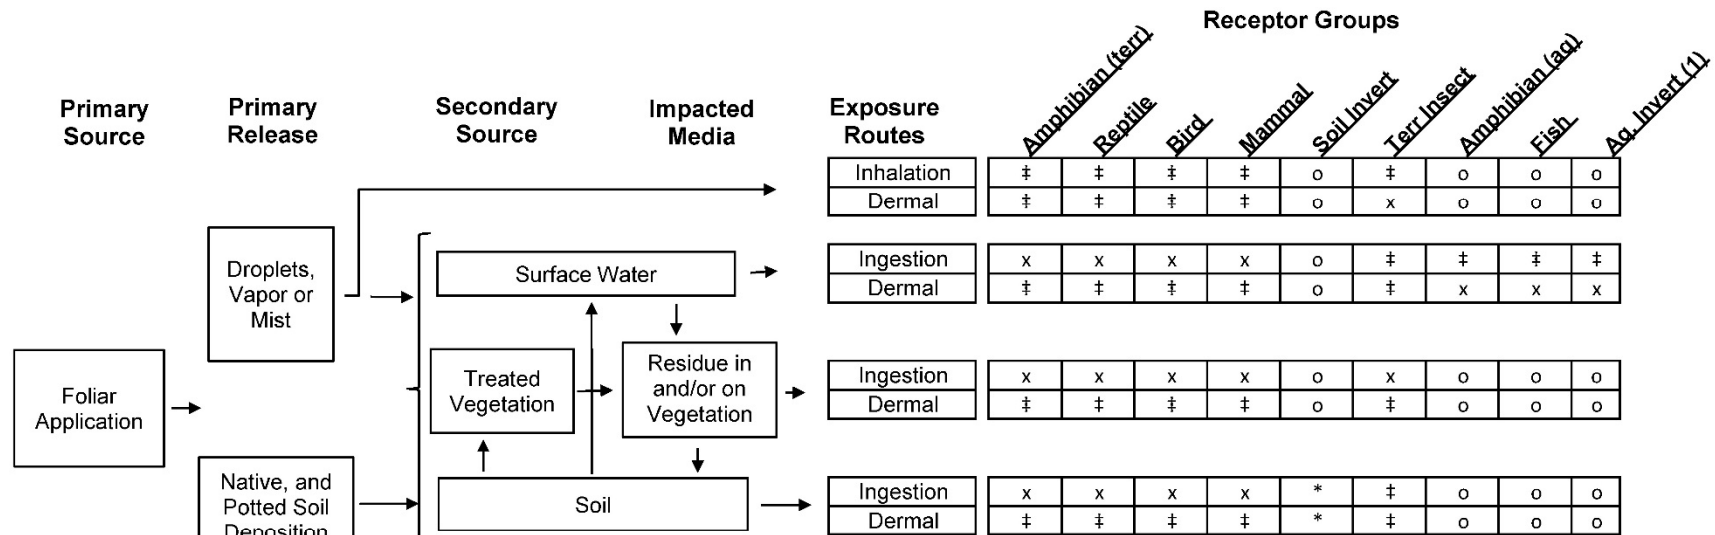 Receptor Groups
Primary
Source
Primary
Release
Secondary
Source
Impacted
Media
Exposure
Routes
Amphibian (terr)
Reptile
Bird
Mammal
Soil Invert
Terr Insect
Amphibian (aq)
Fish
Aq. Invert (1)
Inhalation ‡ ‡ ‡ ‡ o ‡ o o o
Dermal ‡ ‡ ‡ ‡ o x o o o
Droplets,
Vapor or
Mist
Surface Water
Ingestion x x x x o ‡ ‡ ‡ ‡
Dermal ‡ ‡ ‡ ‡ o ‡ x x x
Foliar
Application
Treated
Vegetation
Residue in
and/or on
Vegetation
Ingestion x x x x o x o o o
Dermal ‡ ‡ ‡ ‡ o ‡ o o o
Native, and
Potted Soil
Deposition
Soil
Ingestion x x x x * ‡ o o o
Dermal ‡ ‡ ‡ ‡ * ‡ o o o